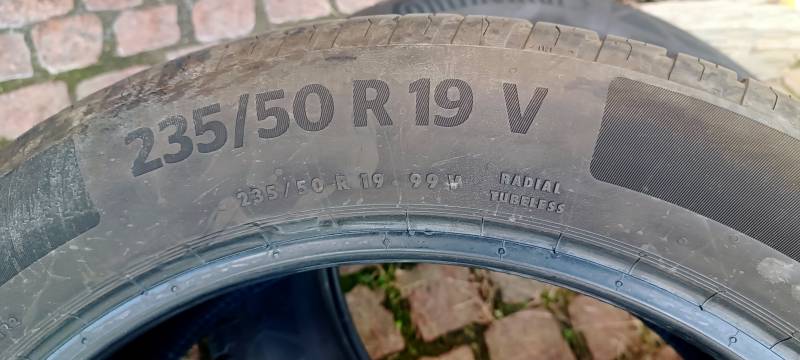 235/50 R 19 V
235/50 R 19 99 V RADIAL
TUBELESS